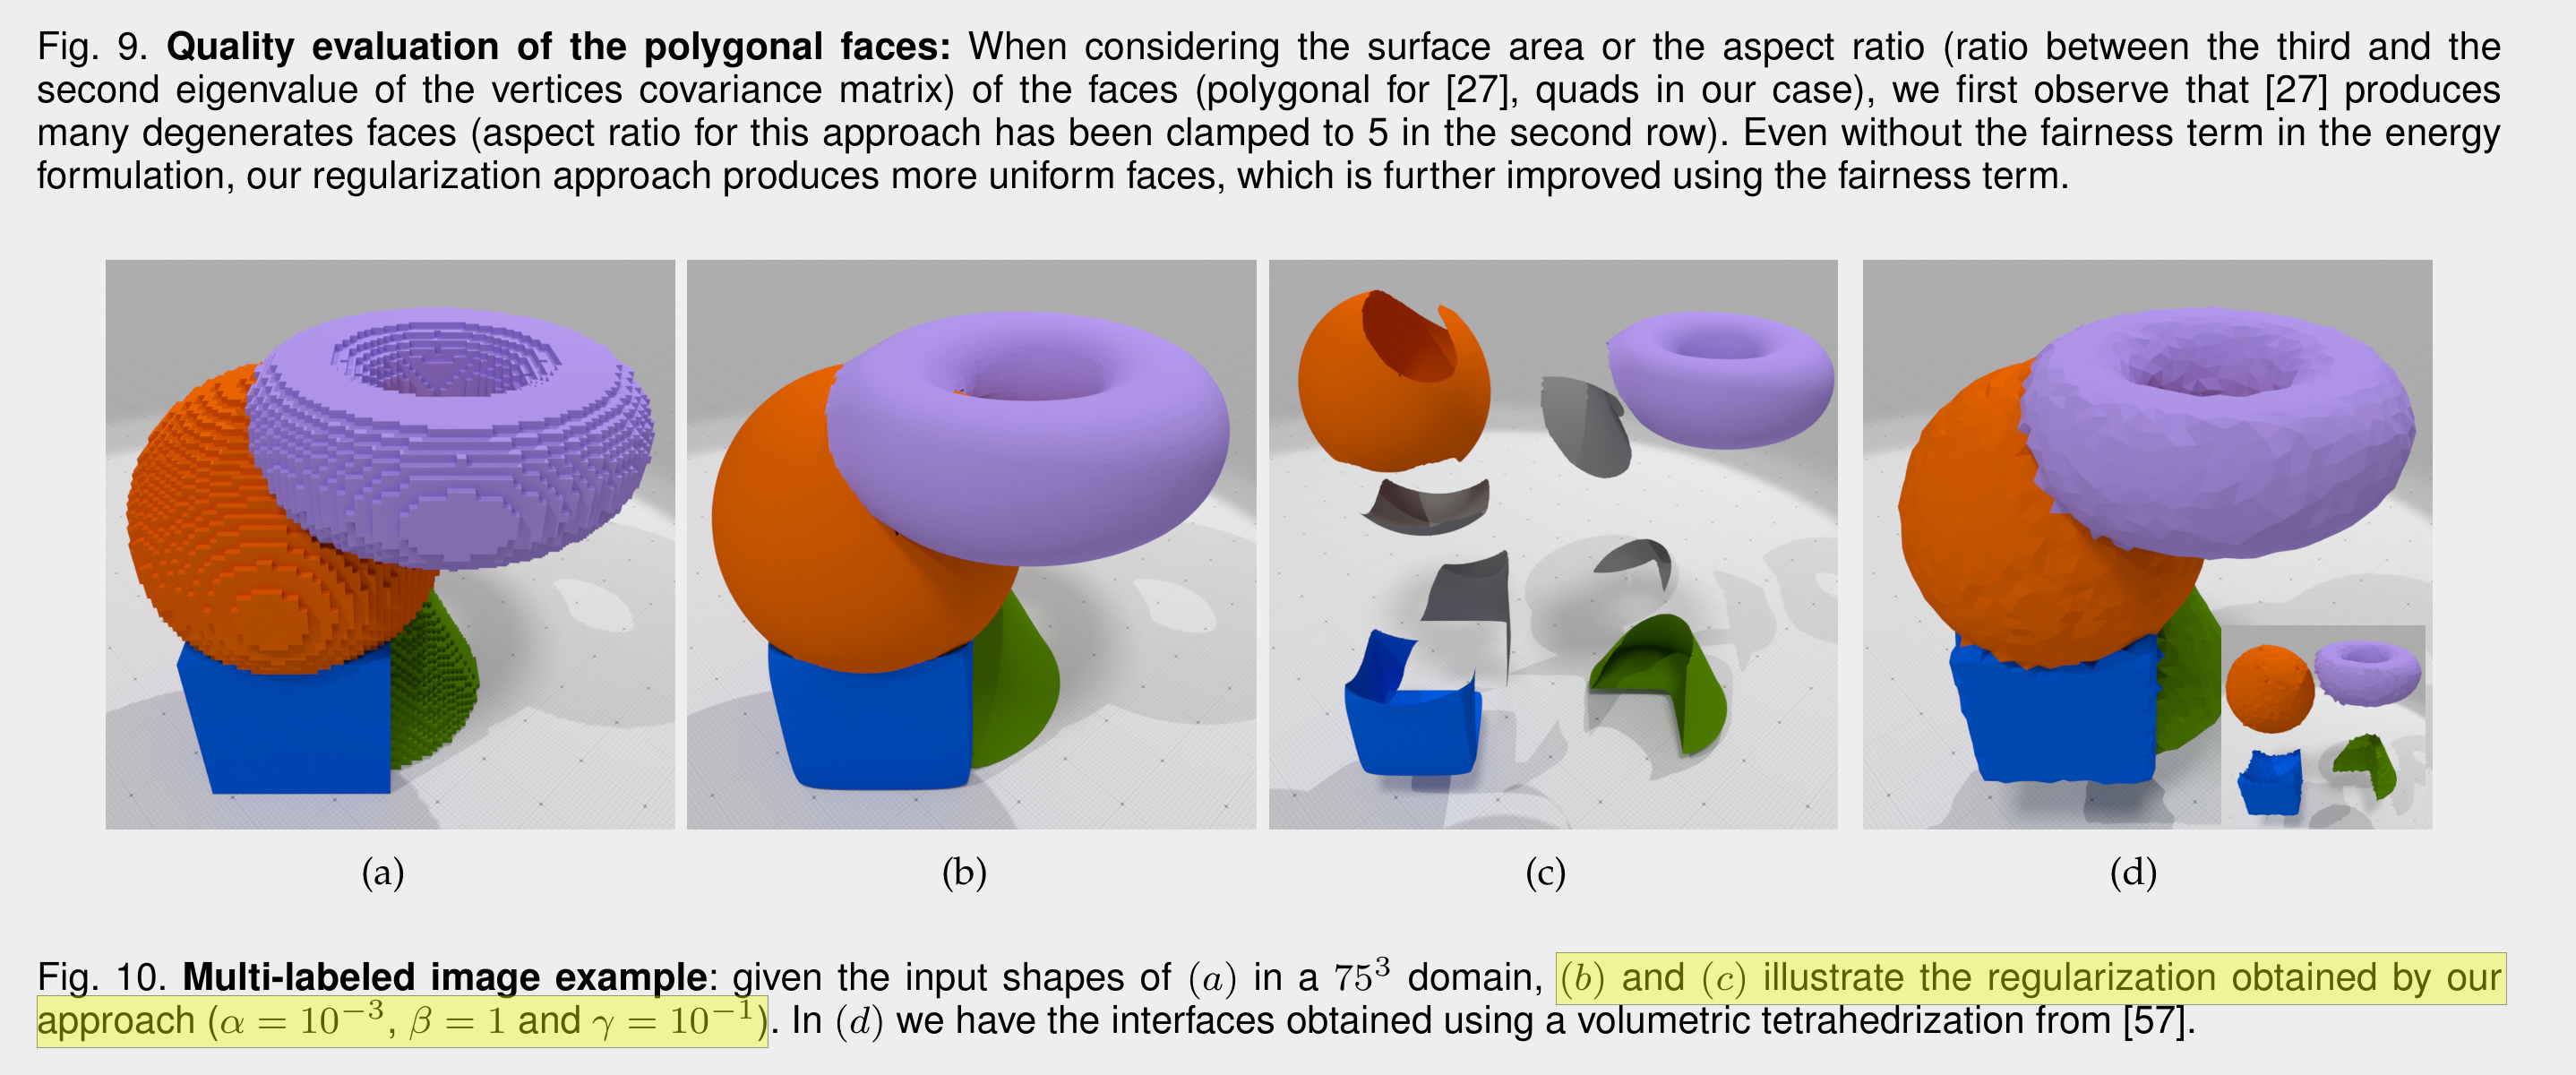 Fig. 9. Quality evaluation of the polygonal faces: When considering the surface area or the aspect ratio (ratio between the third and the
second eigenvalue of the vertices covariance matrix) of the faces (polygonal for [27], quads in our case), we first observe that [27] produces
many degenerates faces (aspect ratio for this approach has been clamped to 5 in the second row). Even without the fairness term in the energy
formulation, our regularization approach produces more uniform faces, which is further improved using the fairness term.
(a) (b) (c) (d)
Fig. 10. Multi-labeled image example: given the input shapes of (a) in a 75³ domain, (b) and (c) illustrate the regularization obtained by our
approach (α = 10⁻³, β = 1 and γ = 10⁻¹). In (d) we have the interfaces obtained using a volumetric tetrahedrization from [57].